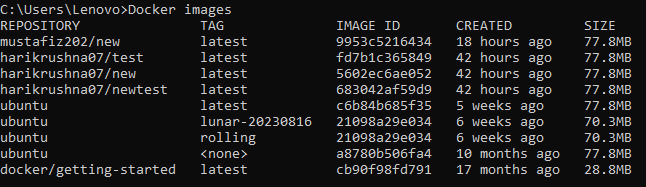 C:\Users\Lenovo>Docker images
REPOSITORY TAG IMAGE ID CREATED SIZE
mustafiz202/new latest 9953c5216434 18 hours ago 77.8MB
harikrushna07/test latest fd7b1c365849 42 hours ago 77.8MB
harikrushna07/new latest 5602ec6ae052 42 hours ago 77.8MB
harikrushna07/newtest latest 683042af59d9 42 hours ago 77.8MB
ubuntu latest c6b84b685f35 5 weeks ago 77.8MB
ubuntu lunar-20230816 21098a29e034 6 weeks ago 70.3MB
ubuntu rolling 21098a29e034 6 weeks ago 70.3MB
ubuntu <none> a8780b506fa4 10 months ago 77.8MB
docker/getting-started latest cb90f98fd791 17 months ago 28.8MB